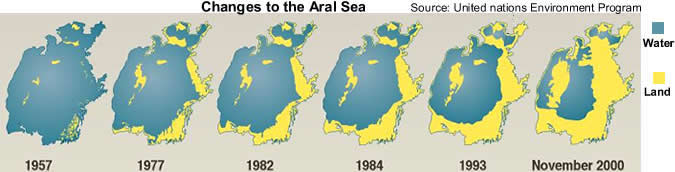 Changes to the Aral Sea
Source: United nations Environment Program
Water
Land
1957
1977
1982
1984
1993
November 2000